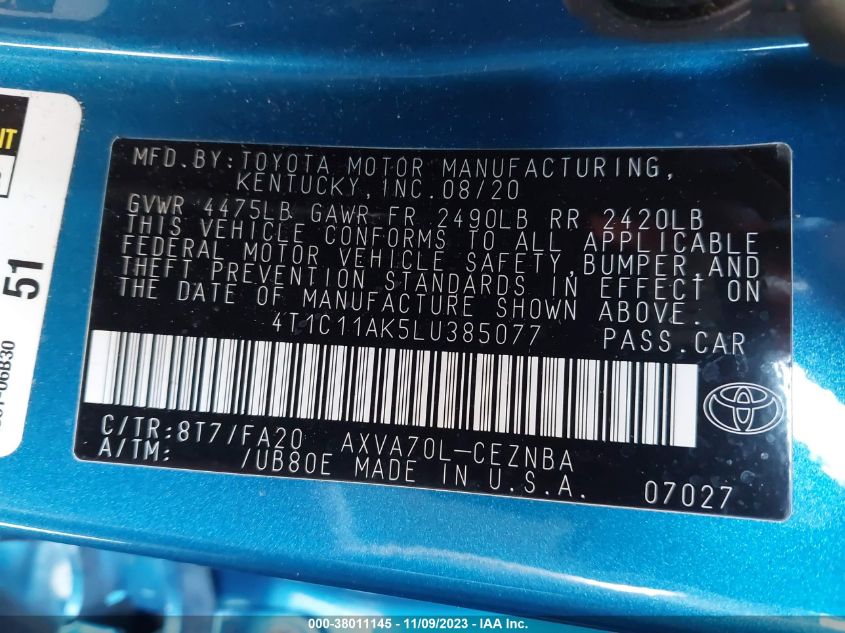 MFD.BY:TOYOTA MOTOR MANUFACTURING,
KENTUCKY,INC.08/20
GVWR 4475LB GAWR FR 2490LB RR 2420LB
THIS VEHICLE CONFORMS TO ALL APPLICABLE
FEDERAL MOTOR VEHICLE SAFETY,BUMPER,AND
THEFT PREVENTION STANDARDS IN EFFECT ON
THE DATE OF MANUFACTURE SHOWN ABOVE.
4T1C11AK5LU385077 PASS.CAR
C/TR:8T7/FA20 AXVA70L-CEZNBA
A/TM: /UB80E MADE IN U.S.A. 07027
51
-06B30
000-38011145 - 11/09/2023 - IAA Inc.